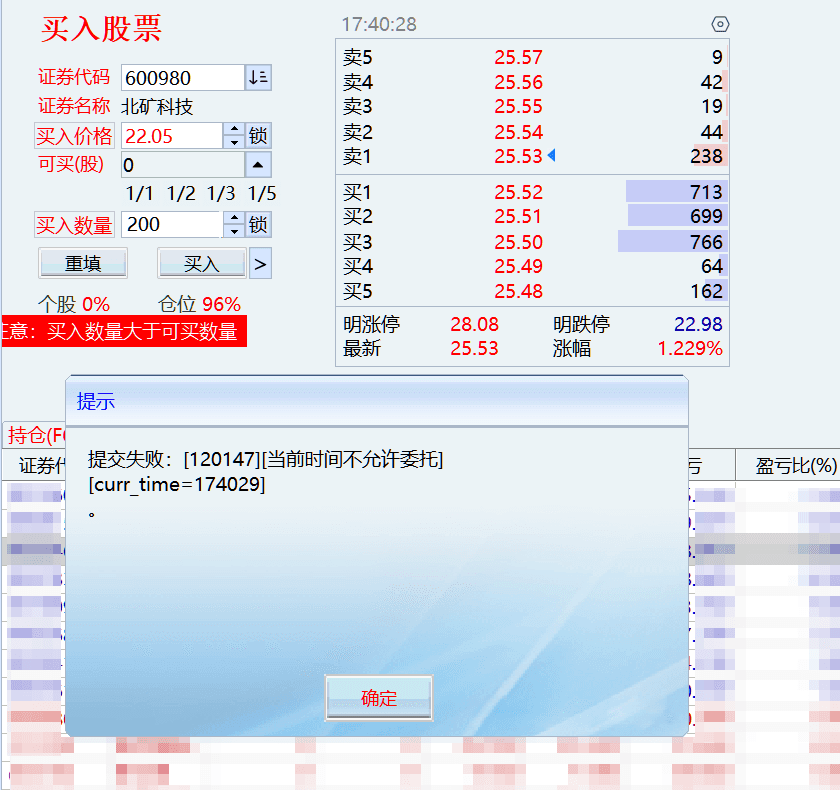 买入股票
证券代码 600980
证券名称 北矿科技
买入价格 22.05 锁
可买(股) 0
1/1 1/2 1/3 1/5
买入数量 200 锁
重填 买入 >
个股 0% 仓位 96%
注意：买入数量大于可买数量
17:40:28
卖5 25.57 9
卖4 25.56 42
卖3 25.55 19
卖2 25.54 44
卖1 25.53 238
买1 25.52 713
买2 25.51 699
买3 25.50 766
买4 25.49 64
买5 25.48 162
明涨停 28.08 明跌停 22.98
最新 25.53 涨幅 1.229%
提示
提交失败：[120147][当前时间不允许委托]
[curr_time=174029]
。
确定
持仓(F
证券代 亏 盈亏比(%)